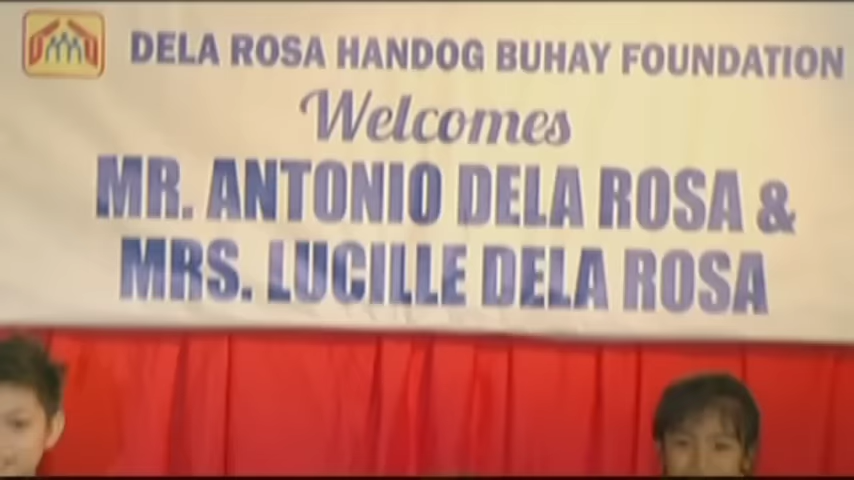 DELA ROSA HANDOG BUHAY FOUNDATION
Welcomes
MR. ANTONIO DELA ROSA &
MRS. LUCILLE DELA ROSA